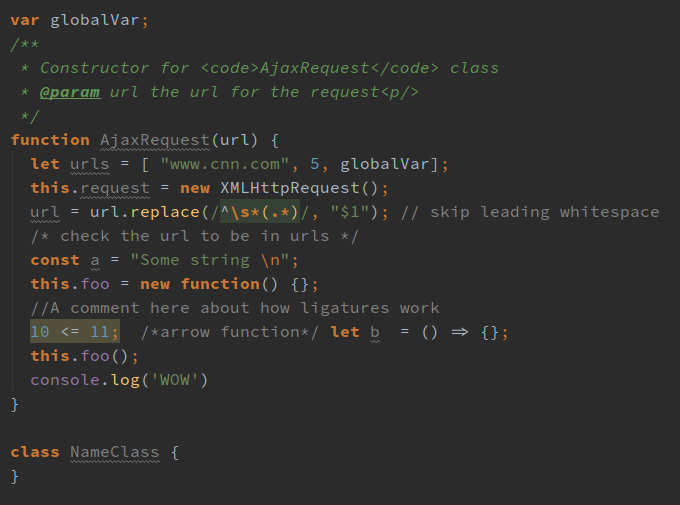 var globalVar;
/**
 * Constructor for <code>AjaxRequest</code> class
 * @param url the url for the request<p/>
 */
function AjaxRequest(url) {
  let urls = [ "www.cnn.com", 5, globalVar];
  this.request = new XMLHttpRequest();
  url = url.replace(/^\s*(.*)/, "$1"); // skip leading whitespace
  /* check the url to be in urls */
  const a = "Some string \n";
  this.foo = new function() {};
  //A comment here about how ligatures work
  10 <= 11;  /*arrow function*/ let b  = () => {};
  this.foo();
  console.log('WOW')
}

class NameClass {
}